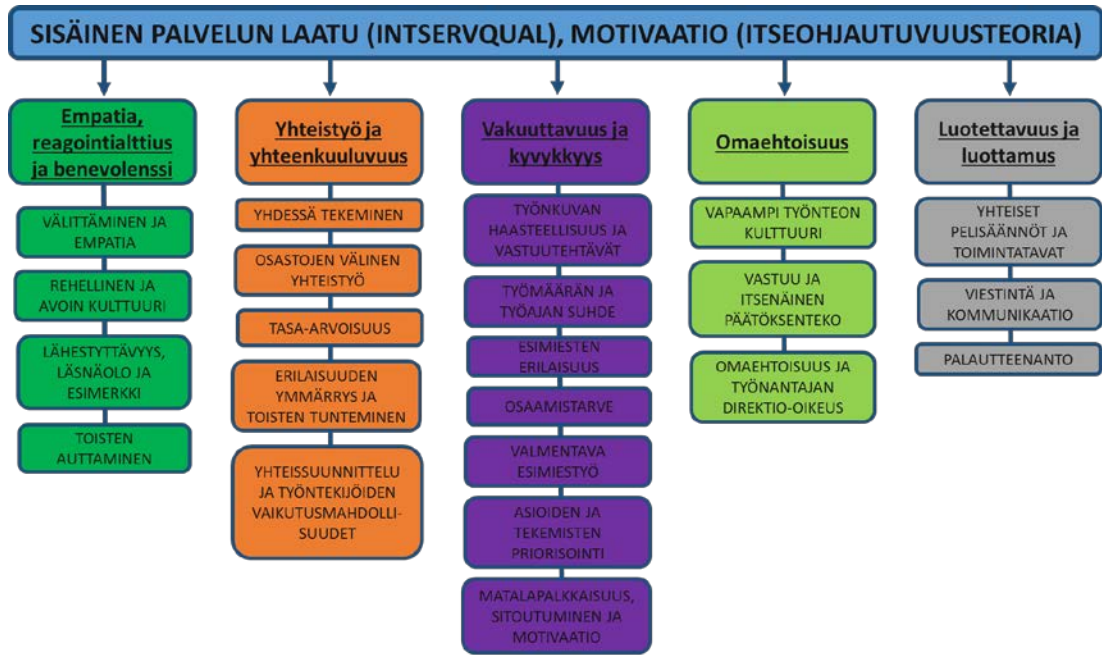 SISÄINEN PALVELUN LAATU (INTSERVQUAL), MOTIVAATIO (ITSEOHJAUTUVUUSTEORIA)
Empatia,
reagointialttius
ja benevolenssi
VÄLITTÄMINEN JA
EMPATIA
REHELLINEN JA
AVOIN KULTTUURI
LÄHESTYTTÄVYYS,
LÄSNÄOLO JA
ESIMERKKI
TOISTEN
AUTTAMINEN
Yhteistyö ja
yhteenkuuluvuus
YHDESSÄ TEKEMINEN
OSASTOJEN VÄLINEN
YHTEISTYÖ
TASA-ARVOISUUS
ERILAISUUDEN
YMMÄRRYS JA
TOISTEN TUNTEMINEN
YHTEISSUUNNITTELU
JA TYÖNTEKIJÖIDEN
VAIKUTUSMAHDOLLI-
SUUDET
Vakuuttavuus ja
kyvykkyys
TYÖNKUVAN
HAASTEELLISUUS JA
VASTUUTEHTÄVÄT
TYÖMÄÄRÄN JA
TYÖAJAN SUHDE
ESIMIESTEN
ERILAISUUS
OSAAMISTARVE
VALMENTAVA
ESIMIESTYÖ
ASIOIDEN JA
TEKEMISTEN
PRIORISOINTI
MATALAPALKKAISUUS,
SITOUTUMINEN JA
MOTIVAATIO
Omaehtoisuus
VAPAAMPI TYÖNTEON
KULTTUURI
VASTUU JA
ITSENÄINEN
PÄÄTÖKSENTEKO
OMAEHTOISUUS JA
TYÖNANTAJAN
DIREKTIO-OIKEUS
Luotettavuus ja
luottamus
YHTEISET
PELISÄÄNNÖT JA
TOIMINTATAVAT
VIESTINTÄ JA
KOMMUNIKAATIO
PALAUTTEENANTO